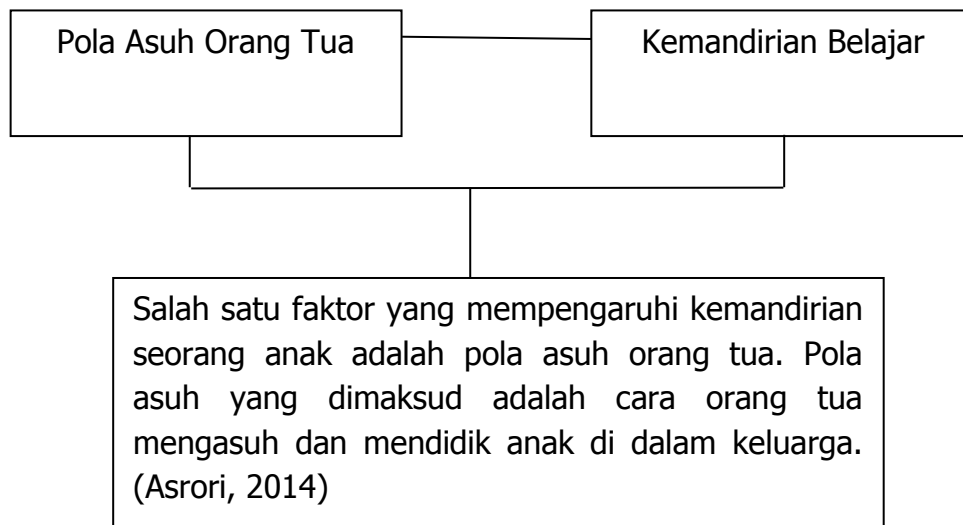 Pola Asuh Orang Tua
Kemandirian Belajar
Salah satu faktor yang mempengaruhi kemandirian
seorang anak adalah pola asuh orang tua. Pola
asuh yang dimaksud adalah cara orang tua
mengasuh dan mendidik anak di dalam keluarga.
(Asrori, 2014)